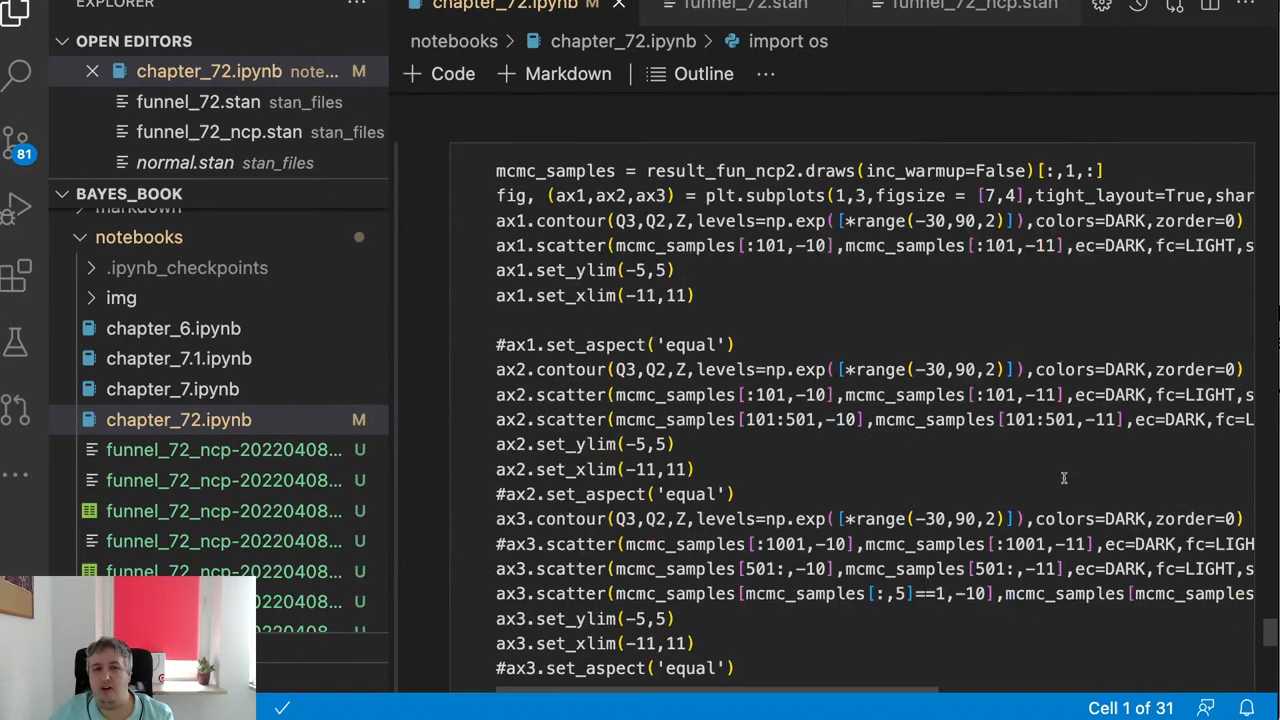 EXPLORER
OPEN EDITORS
chapter_72.ipynb note... M
funnel_72.stan stan_files
funnel_72_ncp.stan stan_files
normal.stan stan_files
BAYES_BOOK
markdown
notebooks
.ipynb_checkpoints
img
chapter_6.ipynb
chapter_7.1.ipynb
chapter_7.ipynb
chapter_72.ipynb M
funnel_72_ncp-20220408... U
funnel_72_ncp-20220408... U
funnel_72_ncp-20220408... U
funnel_72_ncp-20220408... U
funnel_72_ncp-20220408... U
U
81
chapter_72.ipynb M
funnel_72.stan
funnel_72_ncp.stan
notebooks > chapter_72.ipynb > import os
+ Code + Markdown Outline ...
mcmc_samples = result_fun_ncp2.draws(inc_warmup=False)[:,1,:]
fig, (ax1,ax2,ax3) = plt.subplots(1,3,figsize = [7,4],tight_layout=True,shar
ax1.contour(Q3,Q2,Z,levels=np.exp([*range(-30,90,2)]),colors=DARK,zorder=0)
ax1.scatter(mcmc_samples[:101,-10],mcmc_samples[:101,-11],ec=DARK,fc=LIGHT,s
ax1.set_ylim(-5,5)
ax1.set_xlim(-11,11)
#ax1.set_aspect('equal')
ax2.contour(Q3,Q2,Z,levels=np.exp([*range(-30,90,2)]),colors=DARK,zorder=0)
ax2.scatter(mcmc_samples[:101,-10],mcmc_samples[:101,-11],ec=DARK,fc=LIGHT,s
ax2.scatter(mcmc_samples[101:501,-10],mcmc_samples[101:501,-11],ec=DARK,fc=L
ax2.set_ylim(-5,5)
ax2.set_xlim(-11,11)
#ax2.set_aspect('equal')
ax3.contour(Q3,Q2,Z,levels=np.exp([*range(-30,90,2)]),colors=DARK,zorder=0)
#ax3.scatter(mcmc_samples[:1001,-10],mcmc_samples[:1001,-11],ec=DARK,fc=LIGH
ax3.scatter(mcmc_samples[501:,-10],mcmc_samples[501:,-11],ec=DARK,fc=LIGHT,s
ax3.scatter(mcmc_samples[mcmc_samples[:,5]==1,-10],mcmc_samples[mcmc_samples
ax3.set_ylim(-5,5)
ax3.set_xlim(-11,11)
#ax3.set_aspect('equal')
Cell 1 of 31